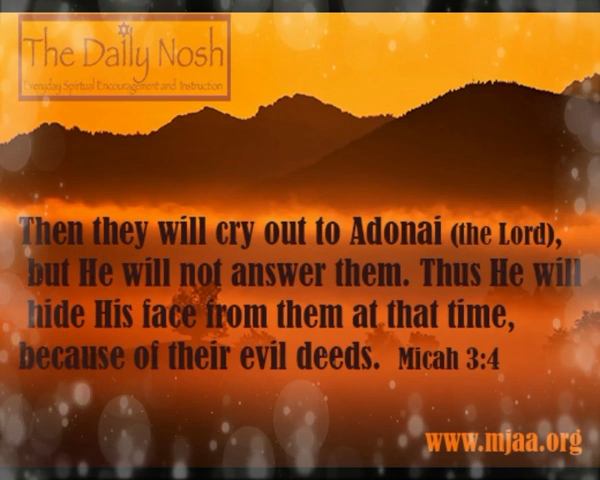 The Daily Nosh
Everyday Spiritual Encouragement and Instruction
Then they will cry out to Adonai (the Lord),
but He will not answer them. Thus He will
hide His face from them at that time,
because of their evil deeds. Micah 3:4
www.mjaa.org